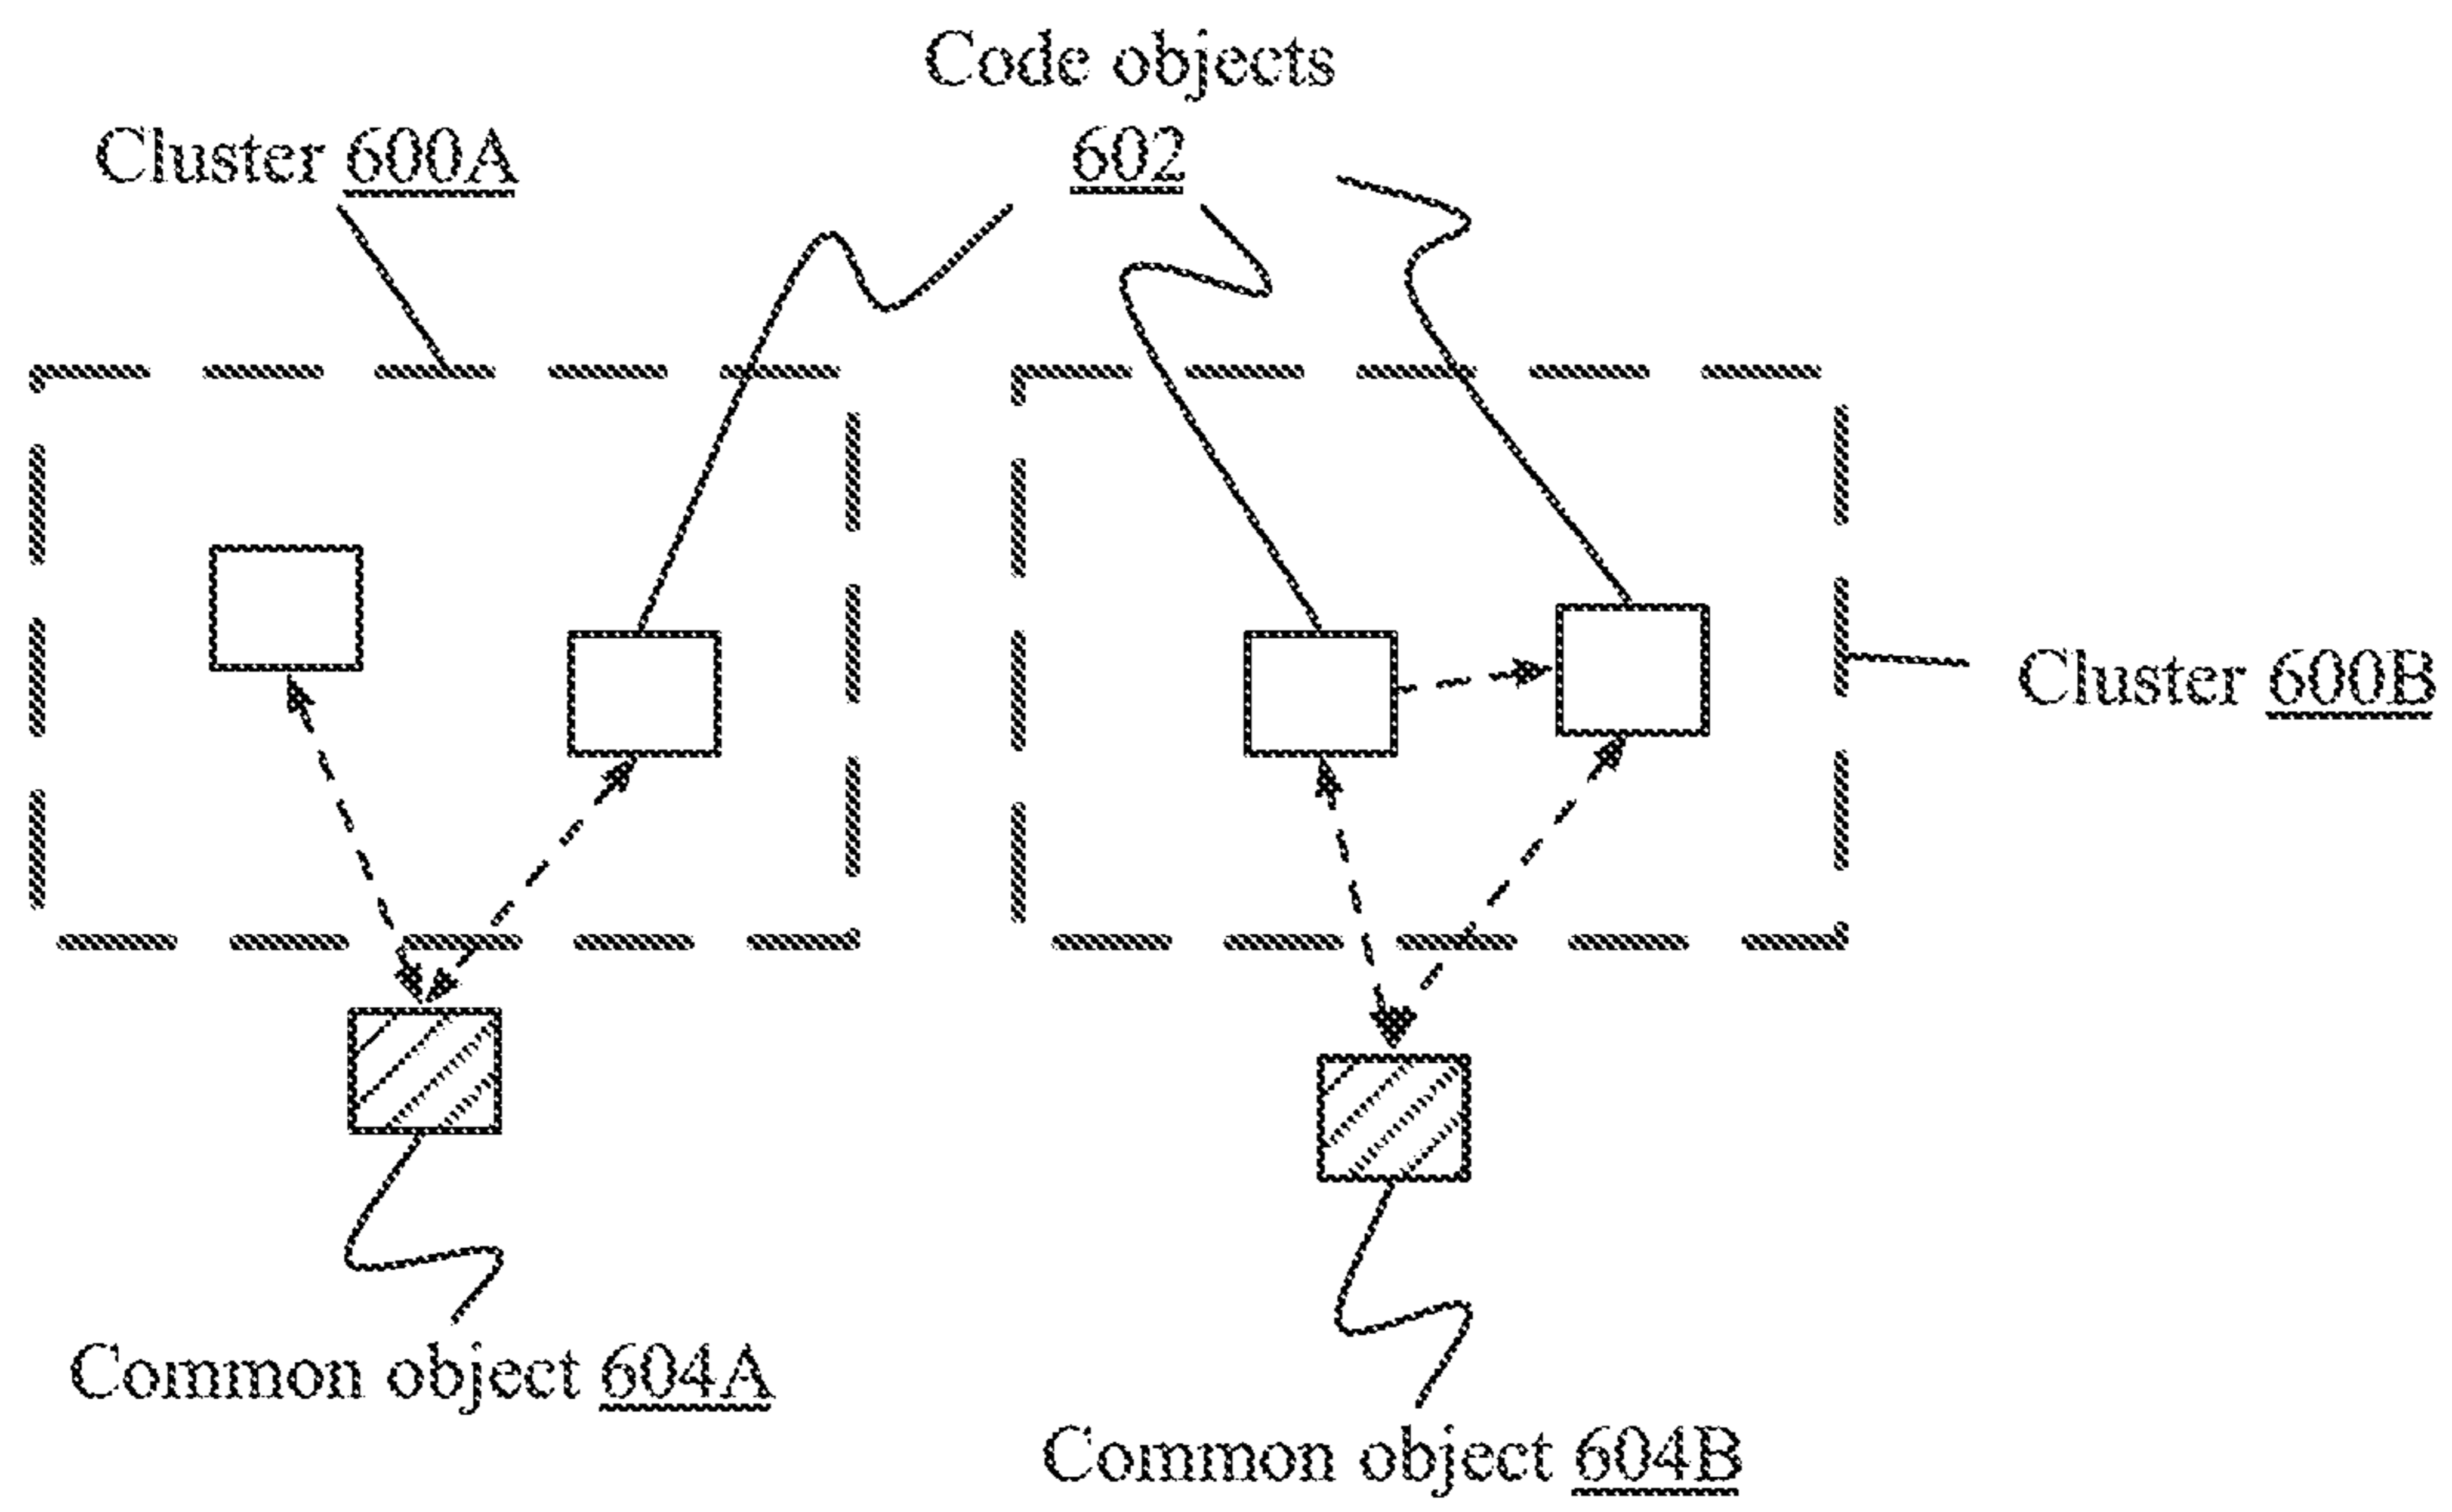 Code objects
602
Cluster 600A
Cluster 600B
Common object 604A
Common object 604B